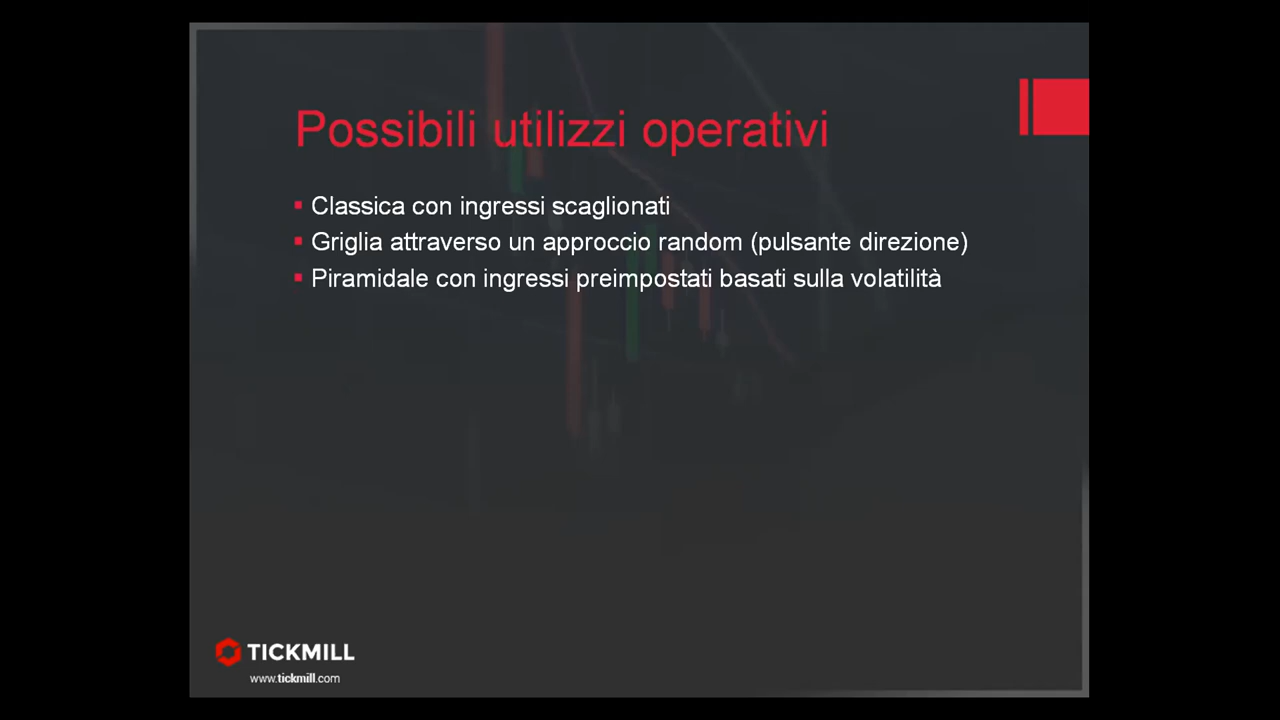 Possibili utilizzi operativi
Classica con ingressi scaglionati
Griglia attraverso un approccio random (pulsante direzione)
Piramidale con ingressi preimpostati basati sulla volatilità
TICKMILL
www.tickmill.com